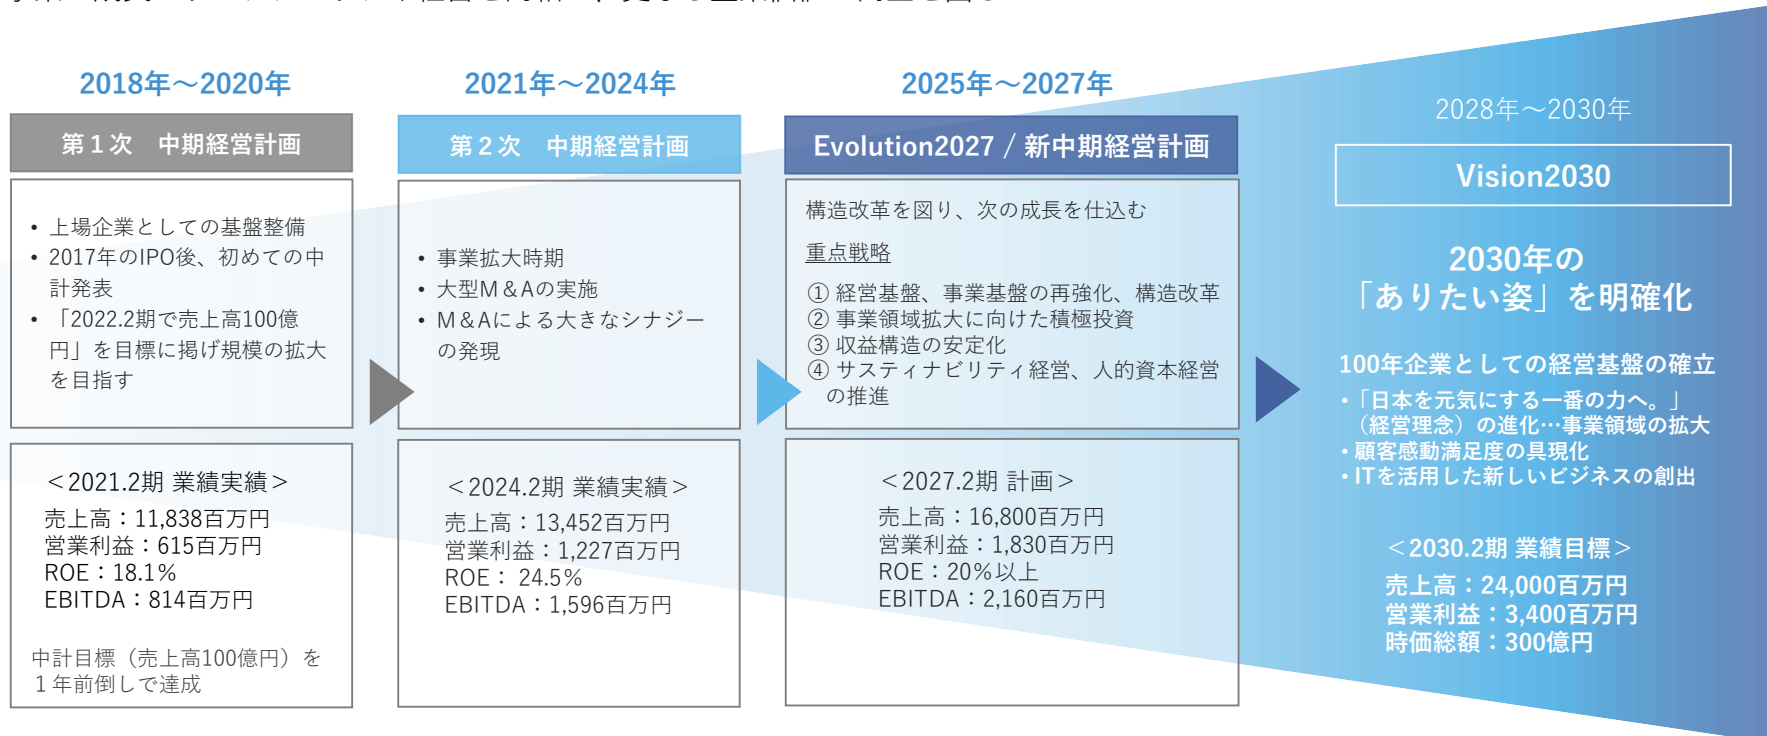 2018年～2020年
第１次　中期経営計画
• 上場企業としての基盤整備
• 2017年のIPO後、初めての中
計発表
• 「2022.2期で売上高100億
円」を目標に掲げ規模の拡大
を目指す
＜2021.2期 業績実績＞
売上高：11,838百万円
営業利益：615百万円
ROE：18.1%
EBITDA：814百万円
中計目標（売上高100億円）を
１年前倒しで達成
2021年～2024年
第２次　中期経営計画
• 事業拡大時期
• 大型M＆Aの実施
• M＆Aによる大きなシナジー
の発現
＜2024.2期 業績実績＞
売上高：13,452百万円
営業利益：1,227百万円
ROE： 24.5%
EBITDA：1,596百万円
2025年～2027年
Evolution2027 / 新中期経営計画
構造改革を図り、次の成長を仕込む
重点戦略
① 経営基盤、事業基盤の再強化、構造改革
② 事業領域拡大に向けた積極投資
③ 収益構造の安定化
④ サスティナビリティ経営、人的資本経営
の推進
＜2027.2期 計画＞
売上高：16,800百万円
営業利益：1,830百万円
ROE：20%以上
EBITDA：2,160百万円
2028年～2030年
Vision2030
2030年の
「ありたい姿」を明確化
100年企業としての経営基盤の確立
・「日本を元気にする一番の力へ。」
（経営理念）の進化…事業領域の拡大
・顧客感動満足度の具現化
・ITを活用した新しいビジネスの創出
＜2030.2期 業績目標＞
売上高：24,000百万円
営業利益：3,400百万円
時価総額：300億円